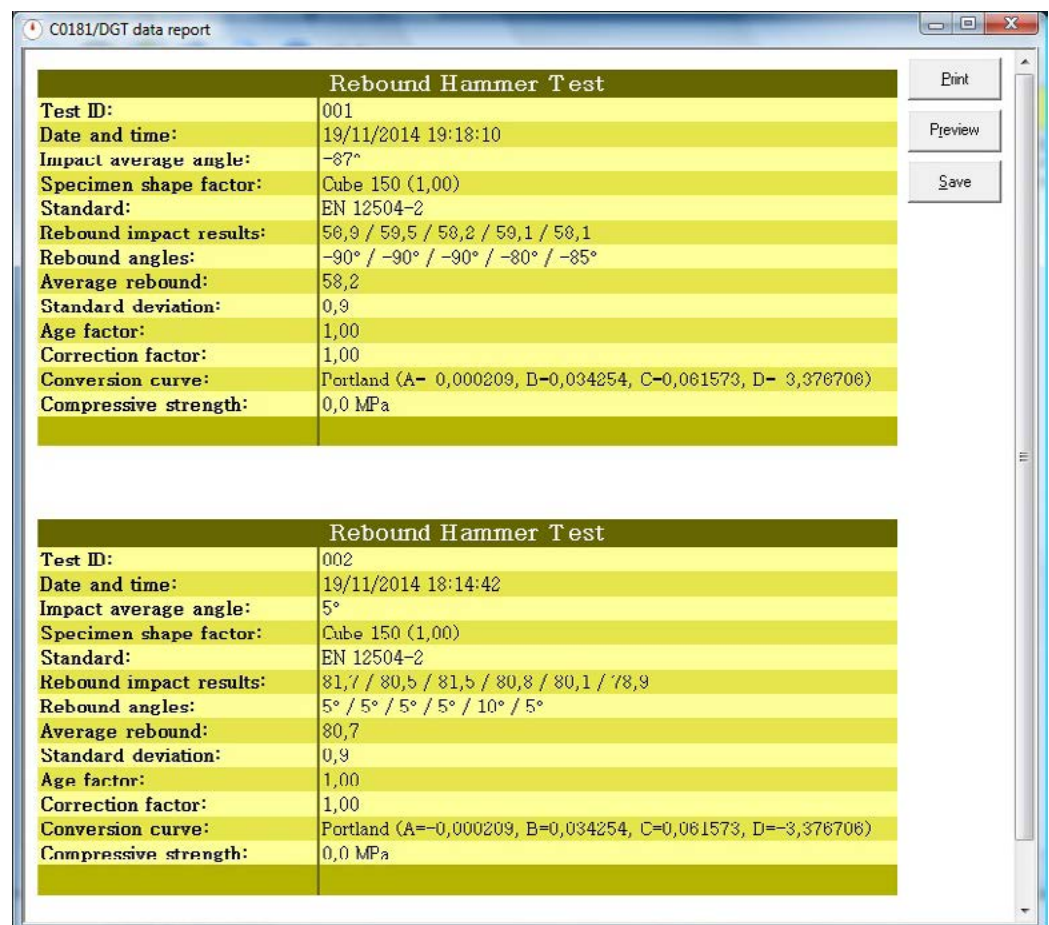 C0181/DGT data report
Print
Preview
Save
Rebound Hammer Test
Test ID: 001
Date and time: 19/11/2014 19:18:10
Impact average angle: -87°
Specimen shape factor: Cube 150 (1,00)
Standard: EN 12504-2
Rebound impact results: 56,9 / 59,5 / 58,2 / 59,1 / 58,1
Rebound angles: -90° / -90° / -90° / -80° / -85°
Average rebound: 58,2
Standard deviation: 0,9
Age factor: 1,00
Correction factor: 1,00
Conversion curve: Portland (A=-0,000209, B=0,034254, C=0,061573, D=-3,376706)
Compressive strength: 0,0 MPa
Rebound Hammer Test
Test ID: 002
Date and time: 19/11/2014 18:14:42
Impact average angle: 5°
Specimen shape factor: Cube 150 (1,00)
Standard: EN 12504-2
Rebound impact results: 81,7 / 80,5 / 81,5 / 80,8 / 80,1 / 78,9
Rebound angles: 5° / 5° / 5° / 5° / 10° / 5°
Average rebound: 80,7
Standard deviation: 0,9
Age factor: 1,00
Correction factor: 1,00
Conversion curve: Portland (A=-0,000209, B=0,034254, C=0,061573, D=-3,376706)
Compressive strength: 0,0 MPa